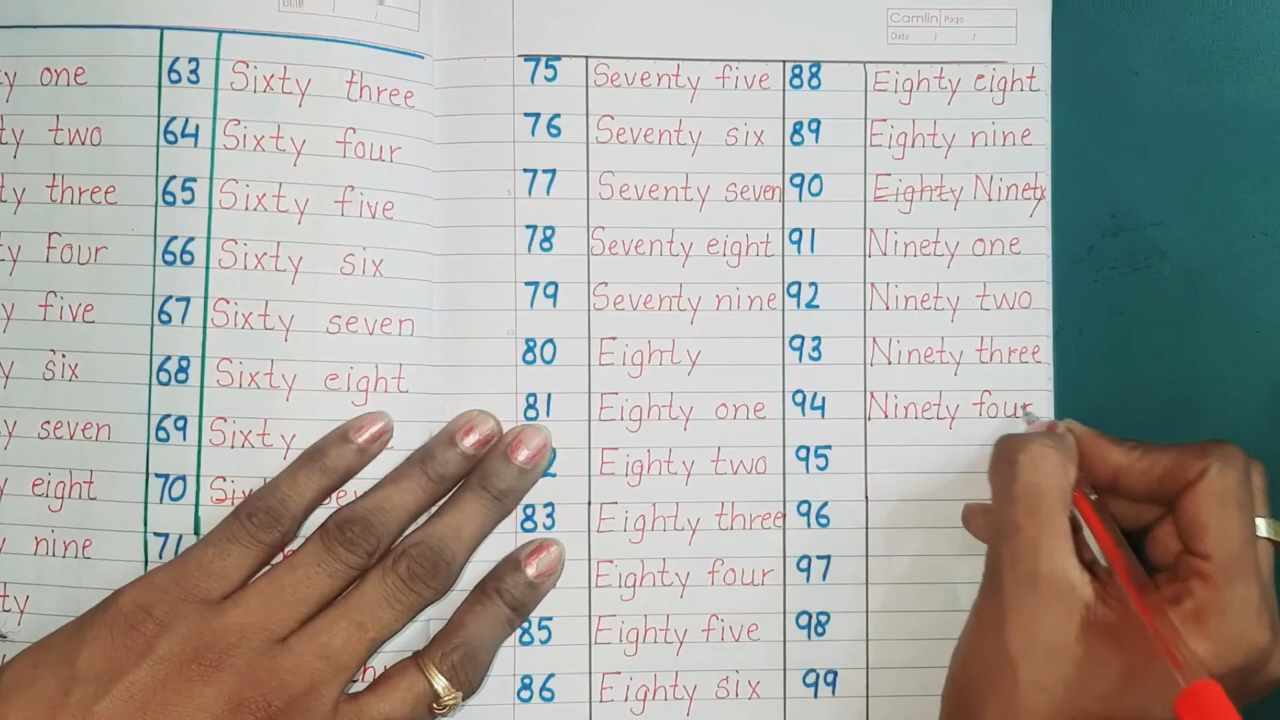 Date / /
Camlin Page
Date / /
y one 63 Sixty three
ty two 64 Sixty four
ty three 65 Sixty five
y Four 66 Sixty six
y five 67 Sixty seven
y six 68 Sixty eight
y seven 69 Sixty
y eight 70
y nine 71
ty
75 Seventy five 88 Eighty eight
76 Seventy six 89 Eighty nine
77 Seventy seven 90 Eighty Ninety
78 Seventy eight 91 Ninety one
79 Seventy nine 92 Ninety two
80 Eighty 93 Ninety three
81 Eighty one 94 Ninety four
2 Eighty two 95
83 Eighty three 96
Eighty four 97
85 Eighty five 98
86 Eighty six 99